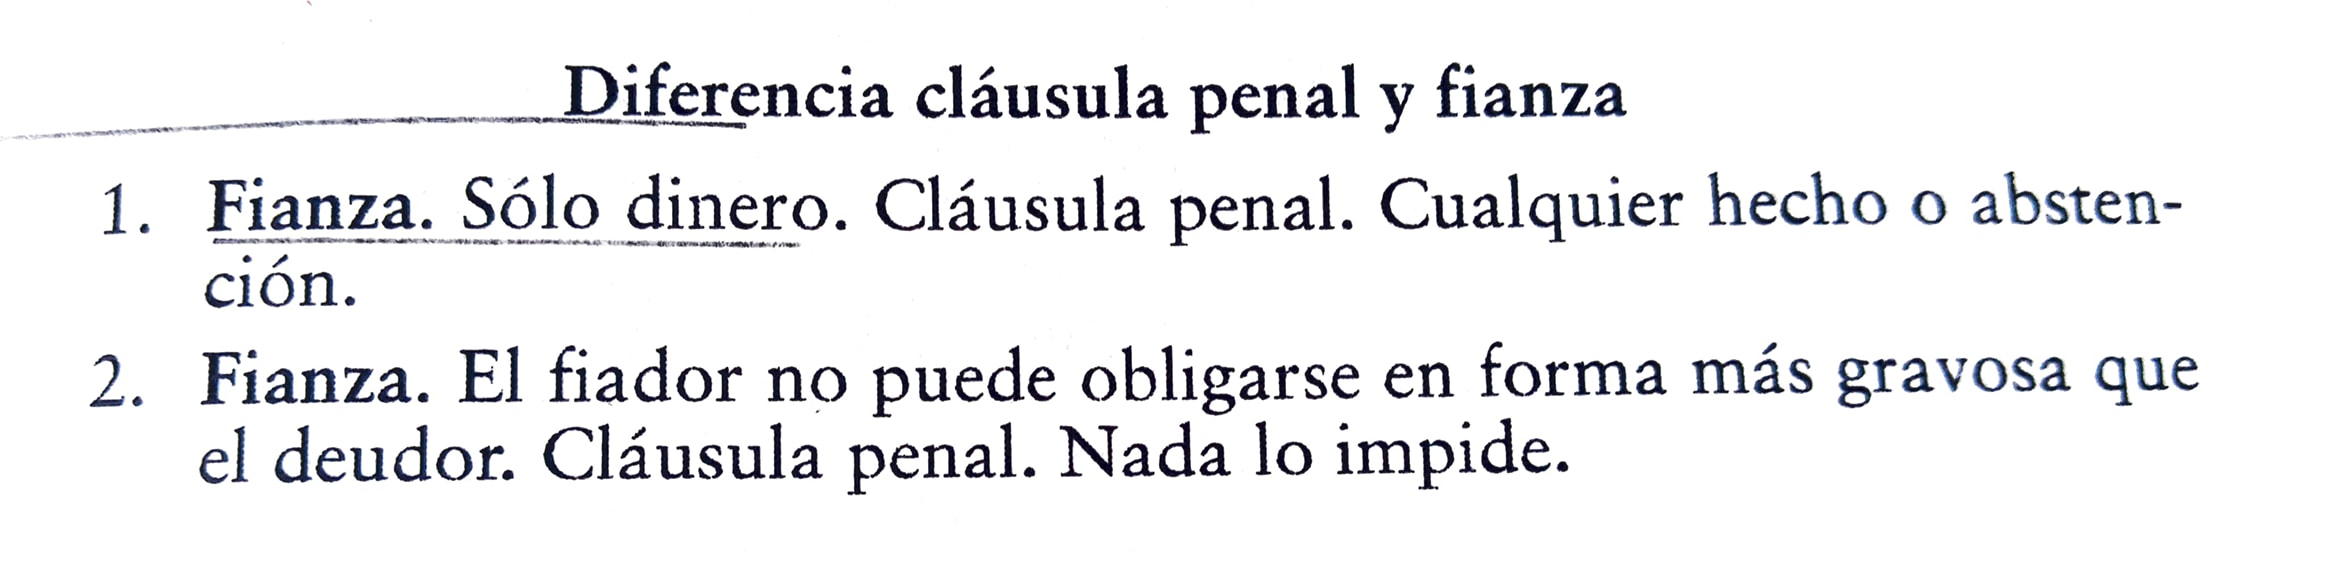 Diferencia cláusula penal y fianza
1. Fianza. Sólo dinero. Cláusula penal. Cualquier hecho o absten-
ción.
2. Fianza. El fiador no puede obligarse en forma más gravosa que
el deudor. Cláusula penal. Nada lo impide.